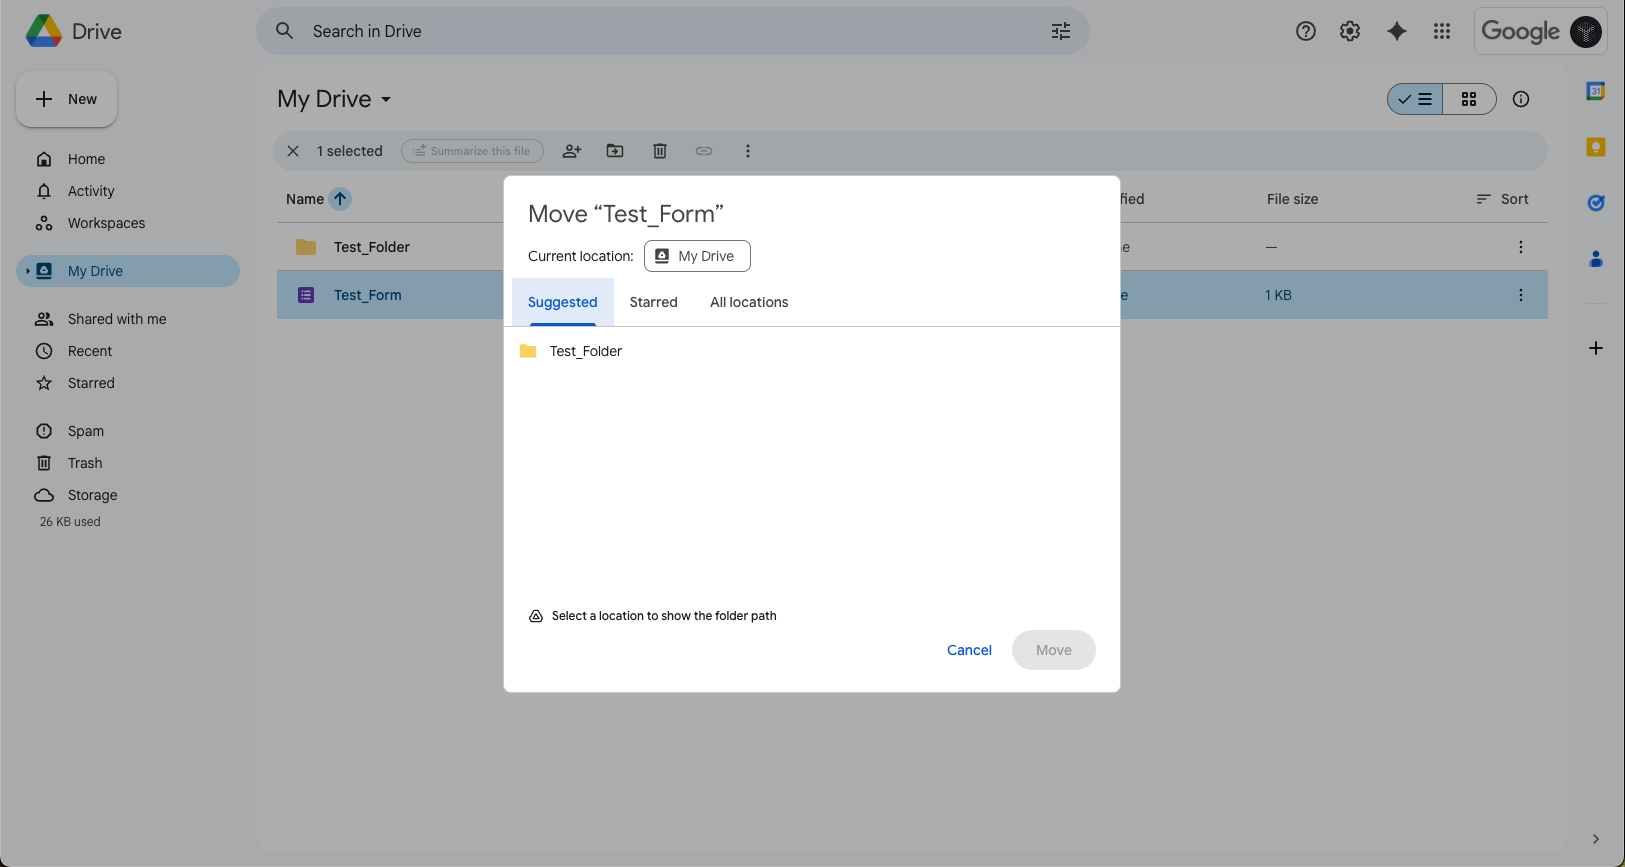 Drive
Search in Drive
Google
New
My Drive
1 selected
Summarize this file
Home
Activity
Workspaces
My Drive
Shared with me
Recent
Starred
Spam
Trash
Storage
26 KB used
Name
File size
Sort
Test_Folder
—
Test_Form
1 KB
Move “Test_Form”
Current location: My Drive
Suggested Starred All locations
Test_Folder
Select a location to show the folder path
Cancel Move
31